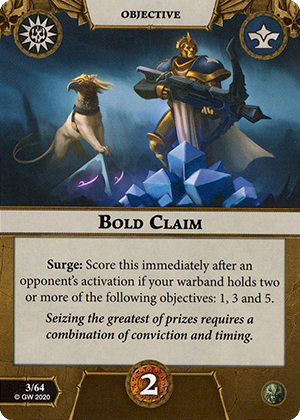 OBJECTIVE
BOLD CLAIM
Surge: Score this immediately after an
opponent's activation if your warband holds two
or more of the following objectives: 1, 3 and 5.
Seizing the greatest of prizes requires a
combination of conviction and timing.
3/64
© GW 2020
2